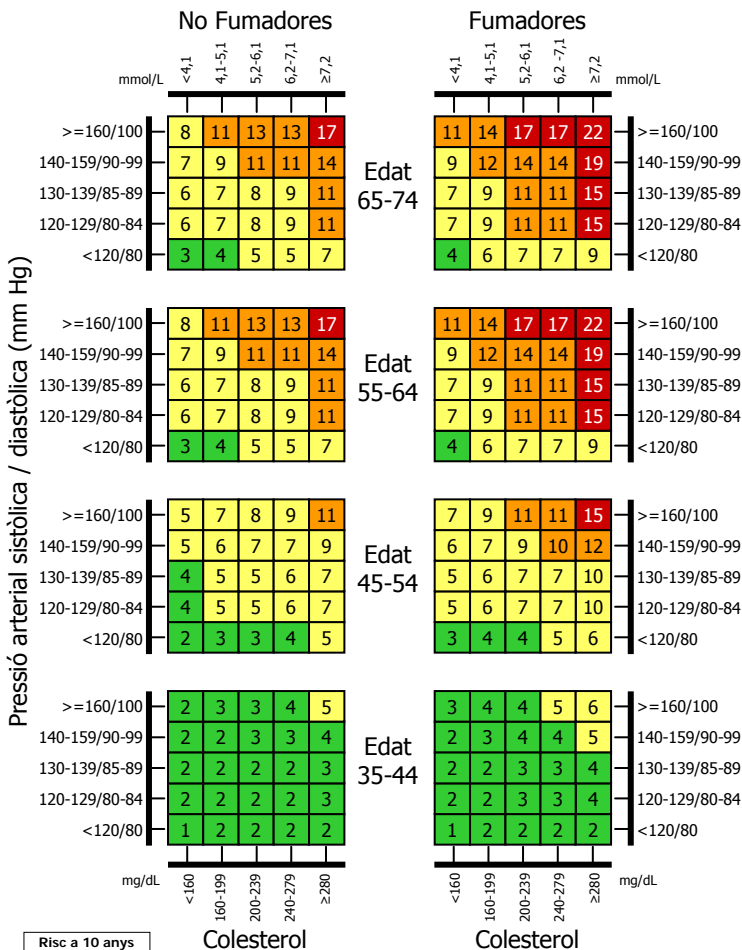 No Fumadores Fumadores
mmol/L <4,1 4,1-5,1 5,2-6,1 6,2-7,1 ≥7,2 <4,1 4,1-5,1 5,2-6,1 6,2-7,1 ≥7,2 mmol/L
Pressió arterial sistòlica / diastòlica (mm Hg)
>=160/100 8 11 13 13 17 11 14 17 17 22 >=160/100
140-159/90-99 7 9 11 11 14 9 12 14 14 19 140-159/90-99
Edat
65-74
130-139/85-89 6 7 8 9 11 7 9 11 11 15 130-139/85-89
120-129/80-84 6 7 8 9 11 7 9 11 11 15 120-129/80-84
<120/80 3 4 5 5 7 4 6 7 7 9 <120/80
>=160/100 8 11 13 13 17 11 14 17 17 22 >=160/100
140-159/90-99 7 9 11 11 14 9 12 14 14 19 140-159/90-99
Edat
55-64
130-139/85-89 6 7 8 9 11 7 9 11 11 15 130-139/85-89
120-129/80-84 6 7 8 9 11 7 9 11 11 15 120-129/80-84
<120/80 3 4 5 5 7 4 6 7 7 9 <120/80
>=160/100 5 7 8 9 11 7 9 11 11 15 >=160/100
140-159/90-99 5 6 7 7 9 6 7 9 10 12 140-159/90-99
Edat
45-54
130-139/85-89 4 5 5 6 7 5 6 7 7 10 130-139/85-89
120-129/80-84 4 5 5 6 7 5 6 7 7 10 120-129/80-84
<120/80 2 3 3 4 5 3 4 4 5 6 <120/80
>=160/100 2 3 3 4 5 3 4 4 5 6 >=160/100
140-159/90-99 2 2 3 3 4 2 3 4 4 5 140-159/90-99
Edat
35-44
130-139/85-89 2 2 2 2 3 2 2 3 3 4 130-139/85-89
120-129/80-84 2 2 2 2 3 2 2 3 3 4 120-129/80-84
<120/80 1 2 2 2 2 1 2 2 2 2 <120/80
mg/dL <160 160-199 200-239 240-279 ≥280 <160 160-199 200-239 240-279 ≥280 mg/dL
Colesterol Colesterol
Risc a 10 anys